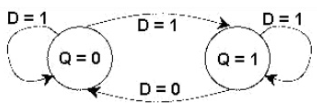 D = 1
D = 1
D = 1
Q = 0
Q = 1
D = 0